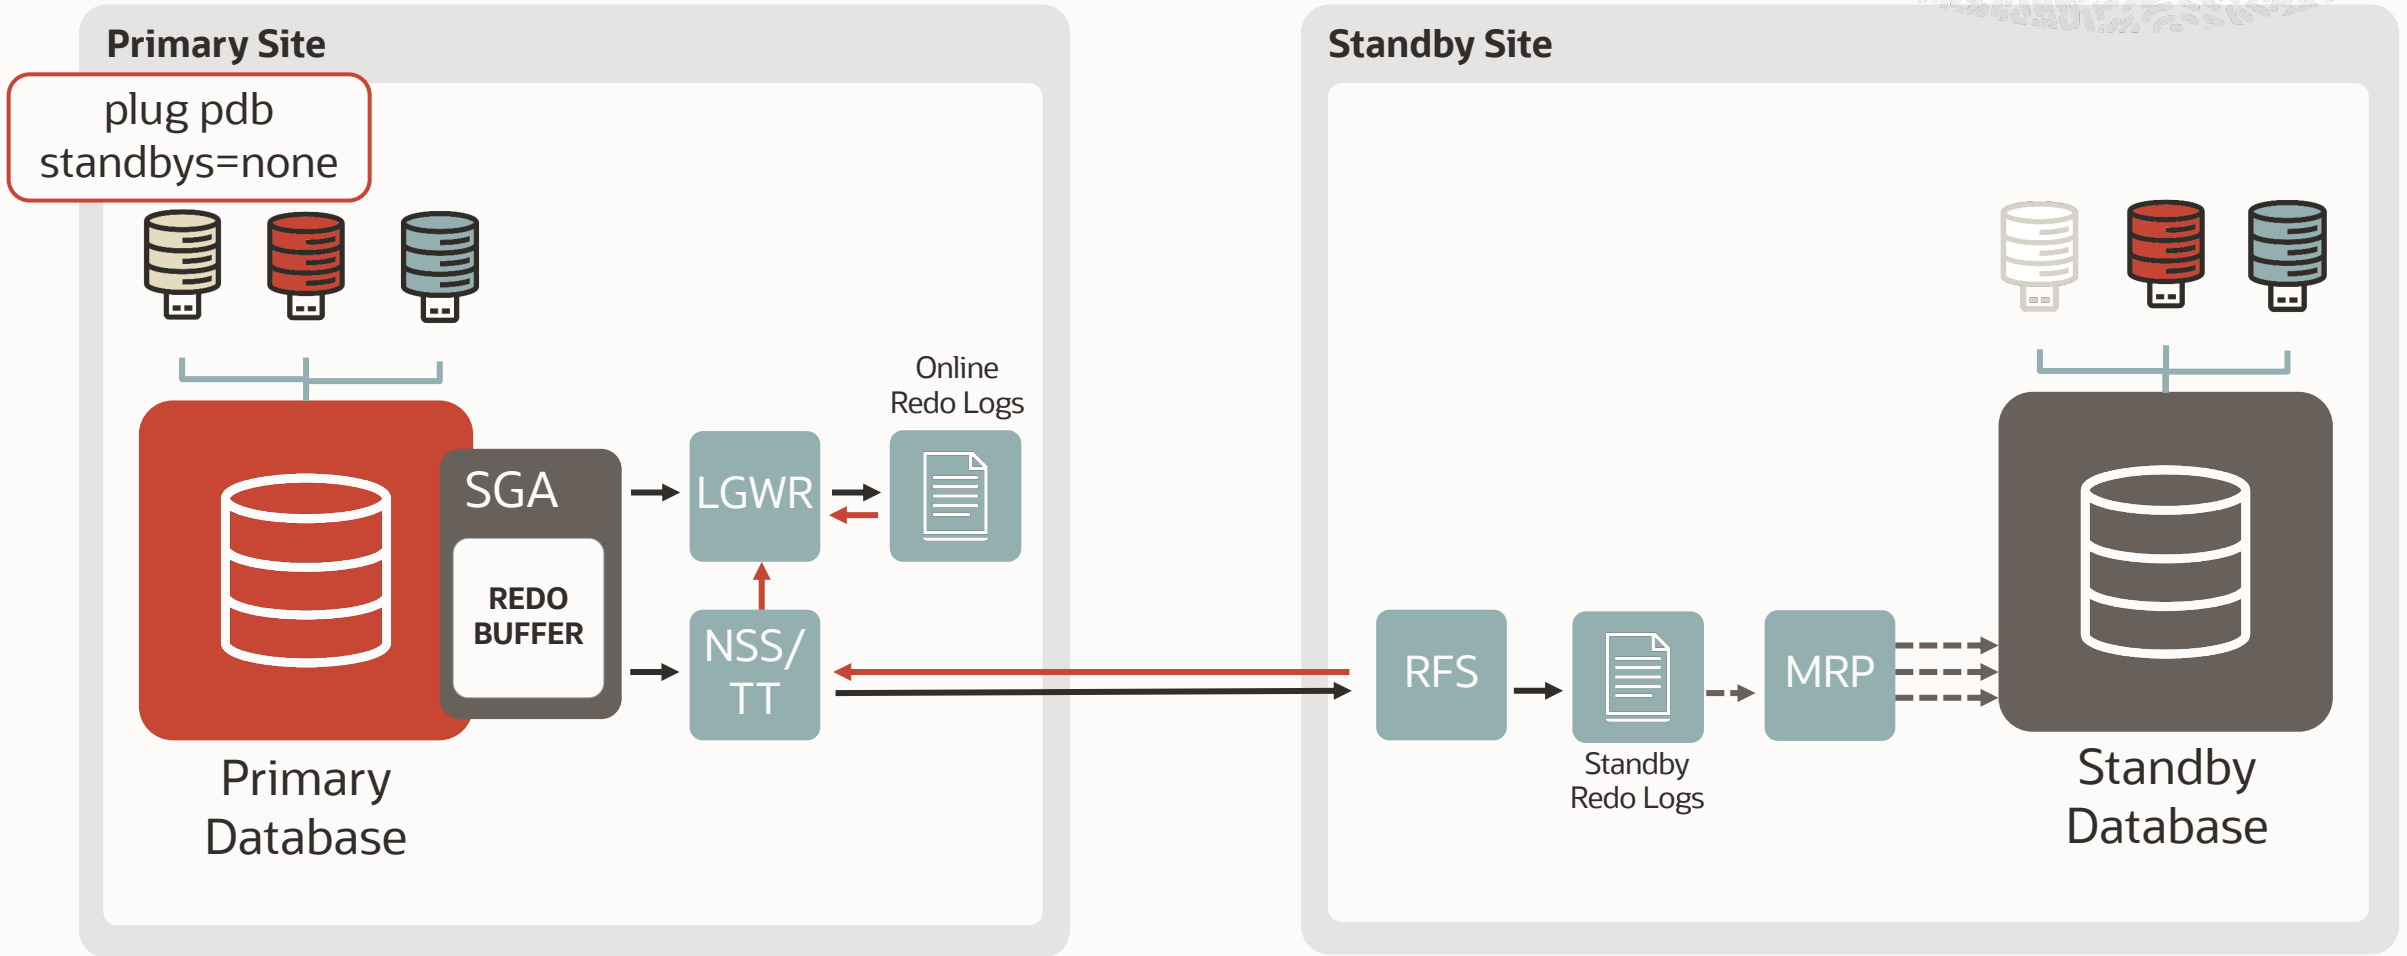 Primary Site
plug pdb
standbys=none
Online
Redo Logs
SGA
LGWR
REDO
BUFFER
NSS/
TT
Primary
Database
Standby Site
RFS
Standby
Redo Logs
MRP
Standby
Database